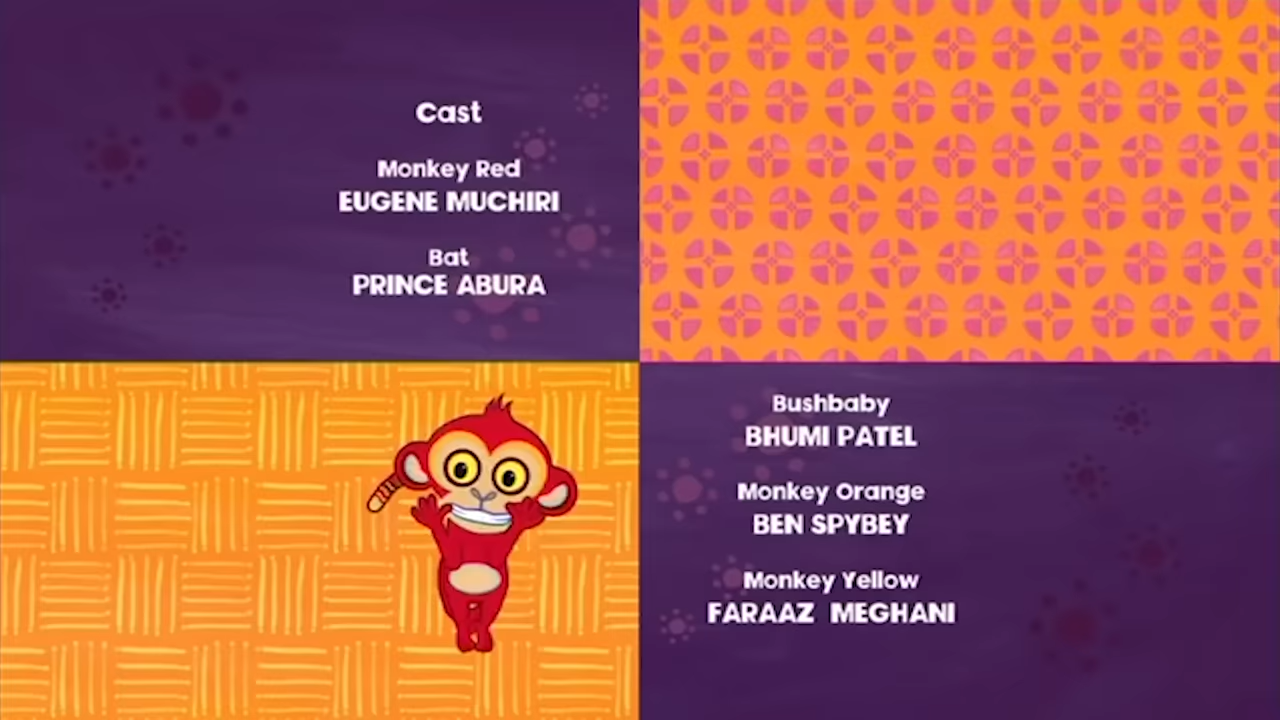 Cast
Monkey Red
EUGENE MUCHIRI
Bat
PRINCE ABURA
Bushbaby
BHUMI PATEL
Monkey Orange
BEN SPYBEY
Monkey Yellow
FARAAZ MEGHANI